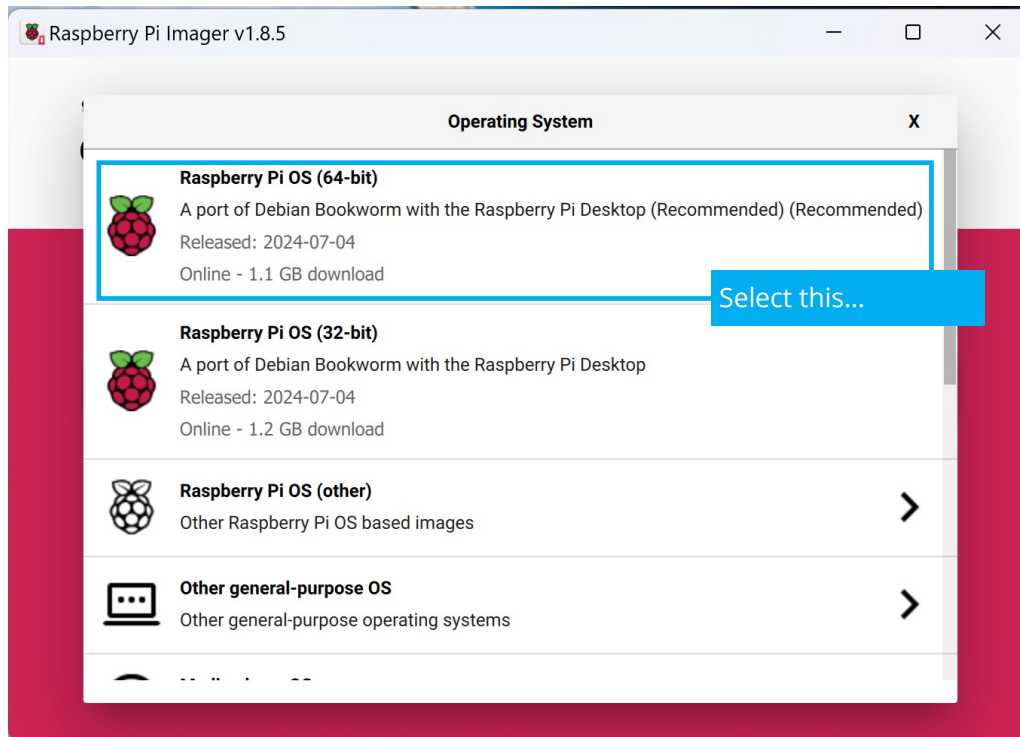 Raspberry Pi Imager v1.8.5
Operating System X
Raspberry Pi OS (64-bit)
A port of Debian Bookworm with the Raspberry Pi Desktop (Recommended) (Recommended)
Released: 2024-07-04
Online - 1.1 GB download
Select this...
Raspberry Pi OS (32-bit)
A port of Debian Bookworm with the Raspberry Pi Desktop
Released: 2024-07-04
Online - 1.2 GB download
Raspberry Pi OS (other)
Other Raspberry Pi OS based images
Other general-purpose OS
Other general-purpose operating systems